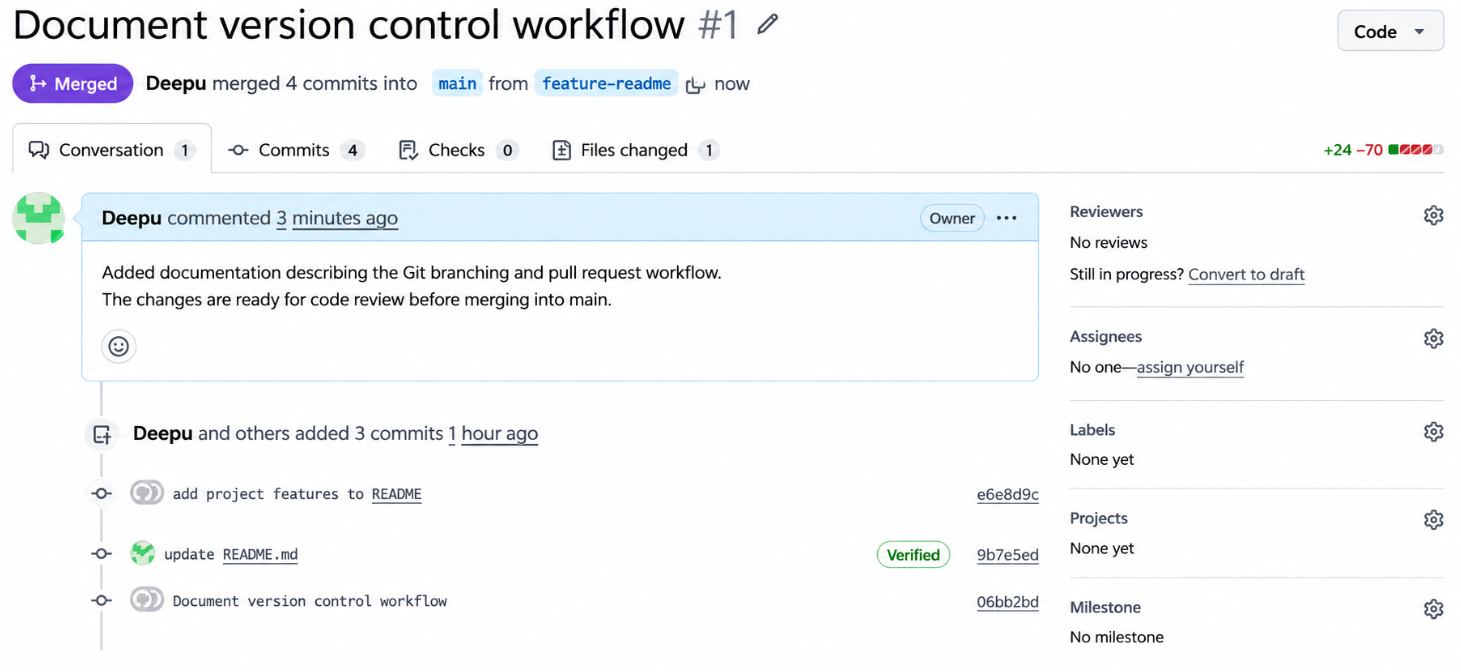 Document version control workflow #1
Code
Merged Deepu merged 4 commits into main from feature-readme now
Conversation 1 Commits 4 Checks 0 Files changed 1 +24 −70
Deepu commented 3 minutes ago Owner
Added documentation describing the Git branching and pull request workflow.
The changes are ready for code review before merging into main.
Deepu and others added 3 commits 1 hour ago
add project features to README e6e8d9c
update README.md Verified 9b7e5ed
Document version control workflow 06bb2bd
Reviewers
No reviews
Still in progress? Convert to draft
Assignees
No one—assign yourself
Labels
None yet
Projects
None yet
Milestone
No milestone